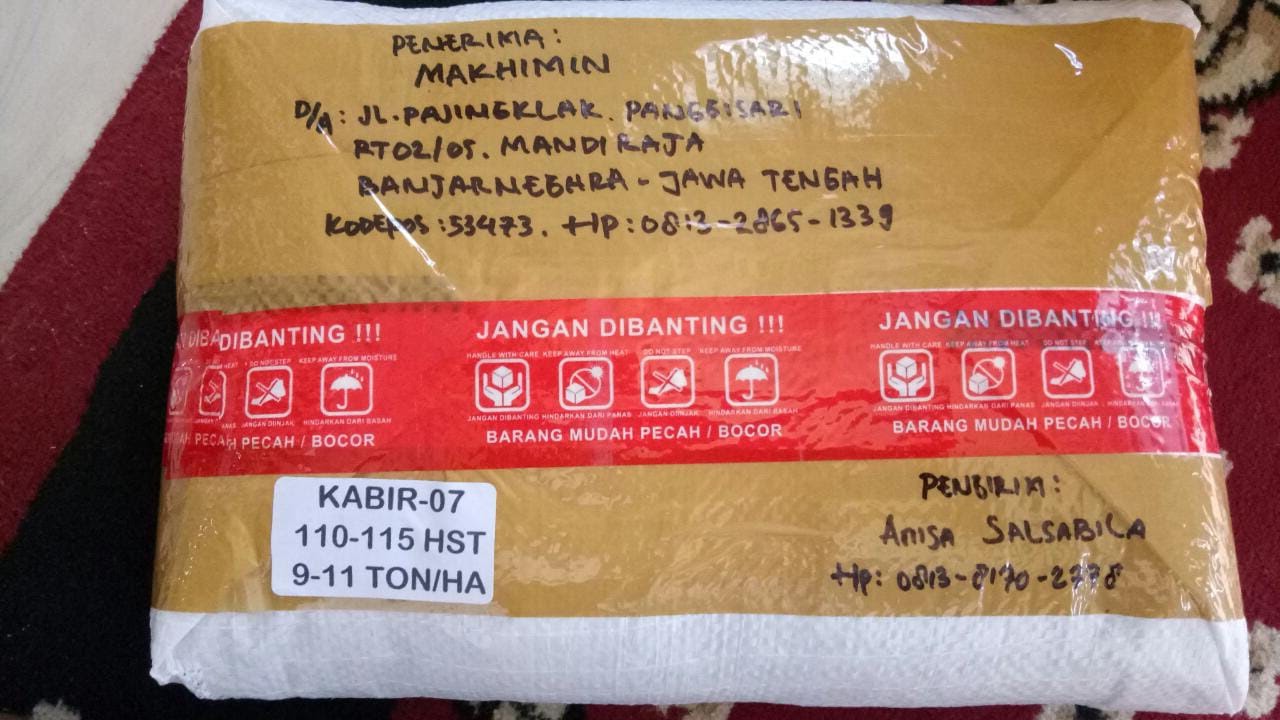 PENERIMA:
MAKHIMIN
D/A: JL. PAJINGKLAK. PANGGISARI
RT02/05. MANDIRAJA
BANJARNEGARA - JAWA TENGAH
KODEPOS: 53473. Hp: 0813-2865-1339
DIBA DIBANTING !!!
JANGAN DIBANTING !!!
JANGAN DIBANTING !!!
HEAT DO NOT STEP KEEP AWAY FROM MOISTURE
HANDLE WITH CARE KEEP AWAY FROM HEAT DO NOT STEP KEEP AWAY FROM MOISTURE
HANDLE WITH CARE KEEP AWAY FROM HEAT DO NOT STEP
JANGAN DIINJAK HINDARKAN DARI BASAH
JANGAN DIBANTING HINDARKAN DARI PANAS JANGAN DIINJAK HINDARKAN DARI BASAH
JANGAN DIBANTING HINDARKAN DARI PANAS JANGAN DIINJAK HINDARKAN DARI BASAH
PECAH / BOCOR
BARANG MUDAH PECAH / BOCOR
BARANG MUDAH PECAH / BOCOR
KABIR-07
110-115 HST
9-11 TON/HA
PENGIRIM:
Anisa SALSABILA
Hp: 0813-8170-2778